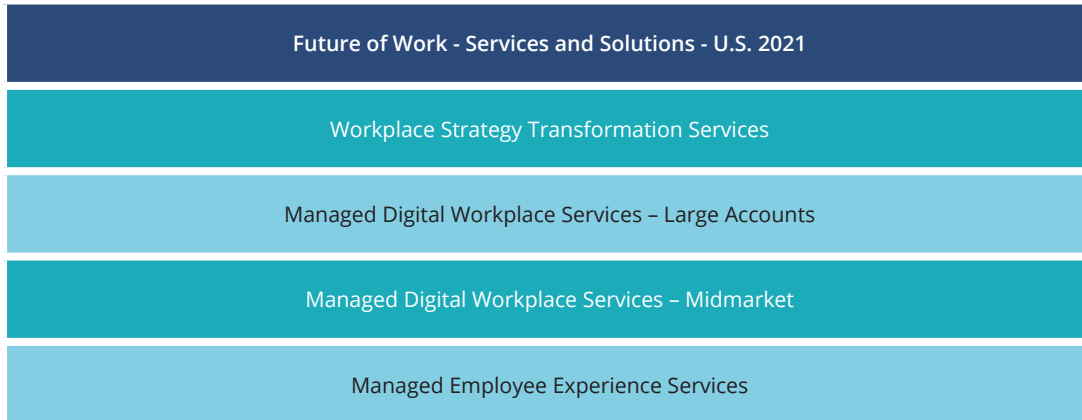 Future of Work - Services and Solutions - U.S. 2021
Workplace Strategy Transformation Services
Managed Digital Workplace Services – Large Accounts
Managed Digital Workplace Services – Midmarket
Managed Employee Experience Services